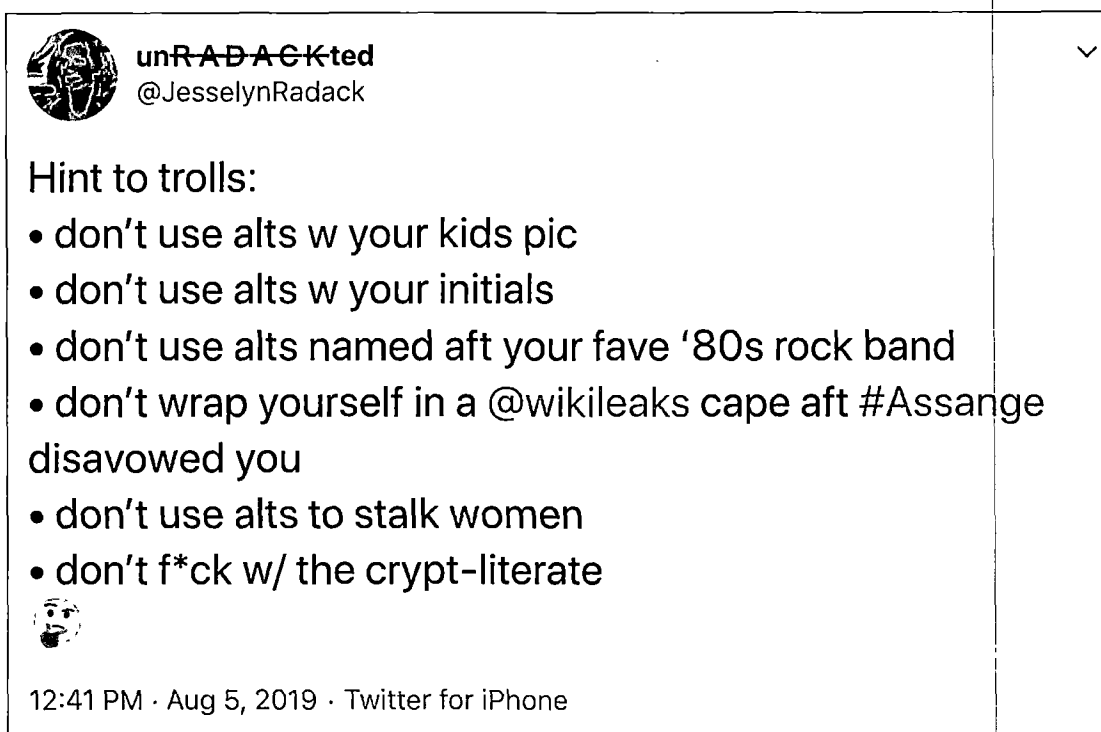 unRADACKted
@JesselynRadack
Hint to trolls:
• don't use alts w your kids pic
• don't use alts w your initials
• don't use alts named aft your fave '80s rock band
• don't wrap yourself in a @wikileaks cape aft #Assange
disavowed you
• don't use alts to stalk women
• don't f*ck w/ the crypt-literate
🤔
12:41 PM · Aug 5, 2019 · Twitter for iPhone